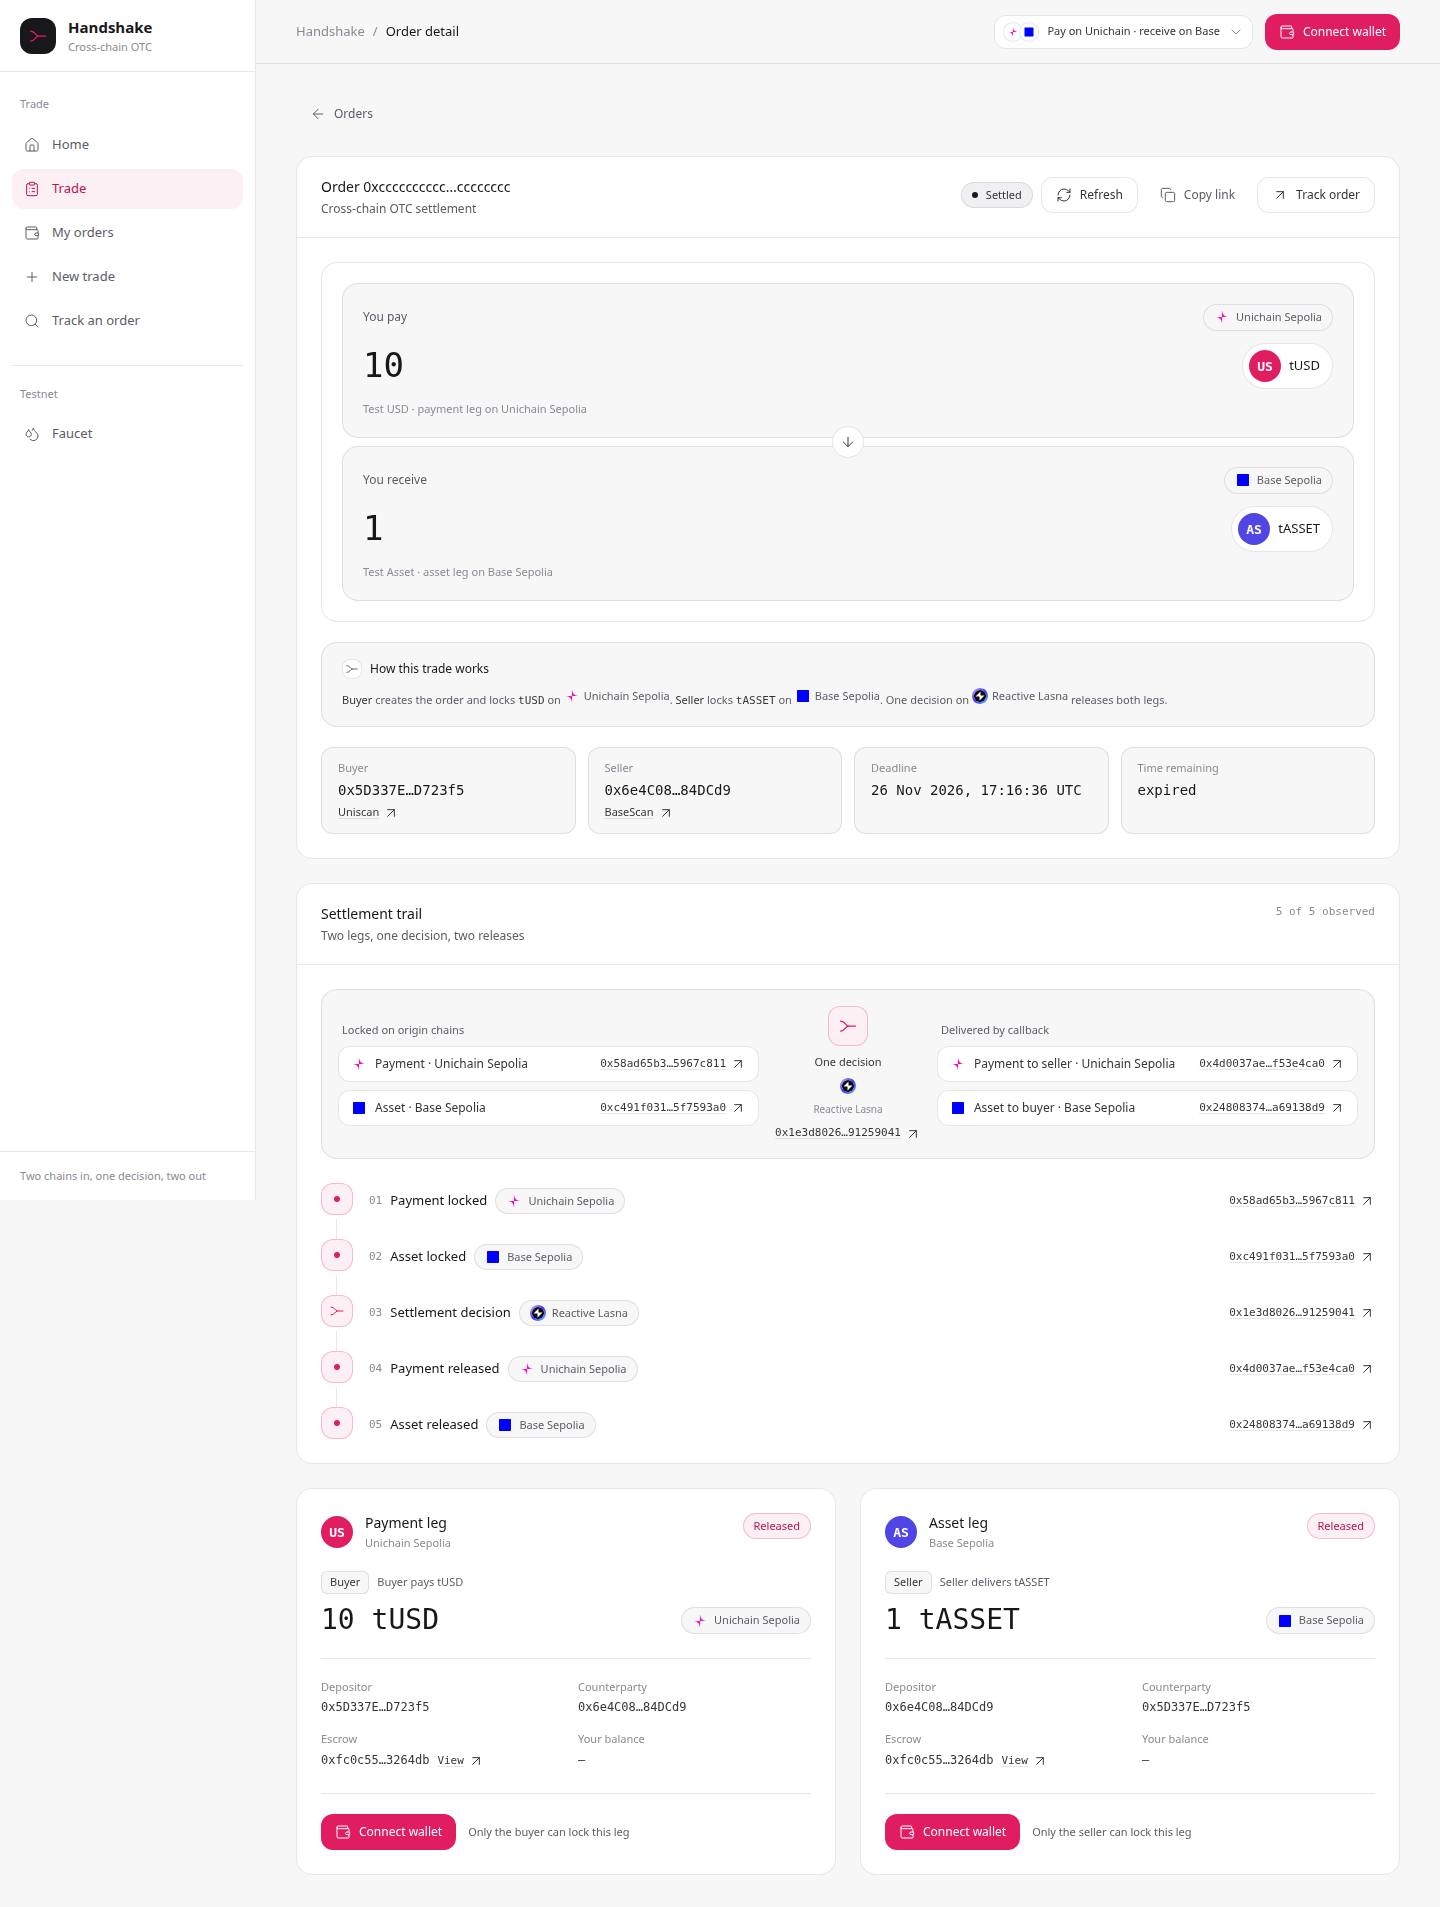 Handshake
Cross-chain OTC
Trade
Home
Trade
My orders
New trade
Track an order
Testnet
Faucet
Two chains in, one decision, two out
Handshake / Order detail
Pay on Unichain · receive on Base
Connect wallet
Orders
Order 0xcccccccccc…cccccccc
Cross-chain OTC settlement
Settled
Refresh
Copy link
Track order
You pay
Unichain Sepolia
10
US tUSD
Test USD · payment leg on Unichain Sepolia
You receive
Base Sepolia
1
AS tASSET
Test Asset · asset leg on Base Sepolia
How this trade works
Buyer creates the order and locks tUSD on Unichain Sepolia. Seller locks tASSET on Base Sepolia. One decision on Reactive Lasna releases both legs.
Buyer
0x5D337E…D723f5
Uniscan
Seller
0x6e4C08…84DCd9
BaseScan
Deadline
26 Nov 2026, 17:16:36 UTC
Time remaining
expired
Settlement trail
Two legs, one decision, two releases
5 of 5 observed
Locked on origin chains
Payment · Unichain Sepolia 0x58ad65b3…5967c811
Asset · Base Sepolia 0xc491f031…5f7593a0
One decision
Reactive Lasna
0x1e3d8026…91259041
Delivered by callback
Payment to seller · Unichain Sepolia 0x4d0037ae…f53e4ca0
Asset to buyer · Base Sepolia 0x24808374…a69138d9
01 Payment locked Unichain Sepolia 0x58ad65b3…5967c811
02 Asset locked Base Sepolia 0xc491f031…5f7593a0
03 Settlement decision Reactive Lasna 0x1e3d8026…91259041
04 Payment released Unichain Sepolia 0x4d0037ae…f53e4ca0
05 Asset released Base Sepolia 0x24808374…a69138d9
US Payment leg
Unichain Sepolia
Released
Buyer Buyer pays tUSD
10 tUSD
Unichain Sepolia
Depositor
0x5D337E…D723f5
Counterparty
0x6e4C08…84DCd9
Escrow
0xfc0c55…3264db View
Your balance
—
Connect wallet
Only the buyer can lock this leg
AS Asset leg
Base Sepolia
Released
Seller Seller delivers tASSET
1 tASSET
Base Sepolia
Depositor
0x6e4C08…84DCd9
Counterparty
0x5D337E…D723f5
Escrow
0xfc0c55…3264db View
Your balance
—
Connect wallet
Only the seller can lock this leg